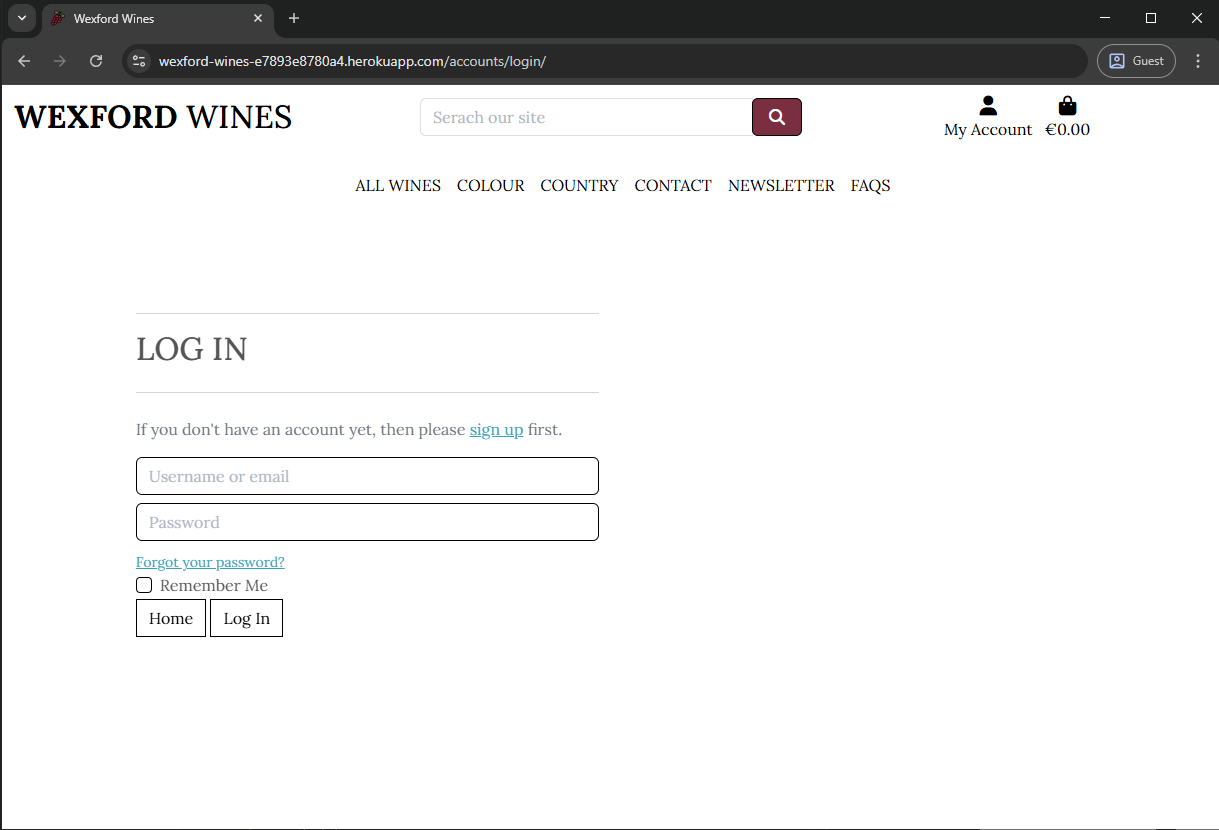 Wexford Wines
wexford-wines-e7893e8780a4.herokuapp.com/accounts/login/
Guest
WEXFORD WINES
Serach our site
My Account €0.00
ALL WINES COLOUR COUNTRY CONTACT NEWSLETTER FAQS
LOG IN
If you don't have an account yet, then please sign up first.
Username or email
Password
Forgot your password?
Remember Me
Home Log In